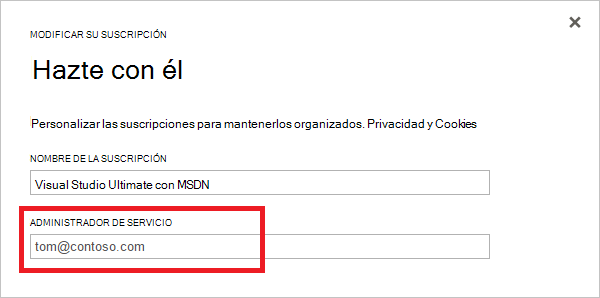 MODIFICAR SU SUSCRIPCIÓN
Hazte con él
Personalizar las suscripciones para mantenerlos organizados. Privacidad y Cookies
NOMBRE DE LA SUSCRIPCIÓN
Visual Studio Ultimate con MSDN
ADMINISTRADOR DE SERVICIO
tom@contoso.com